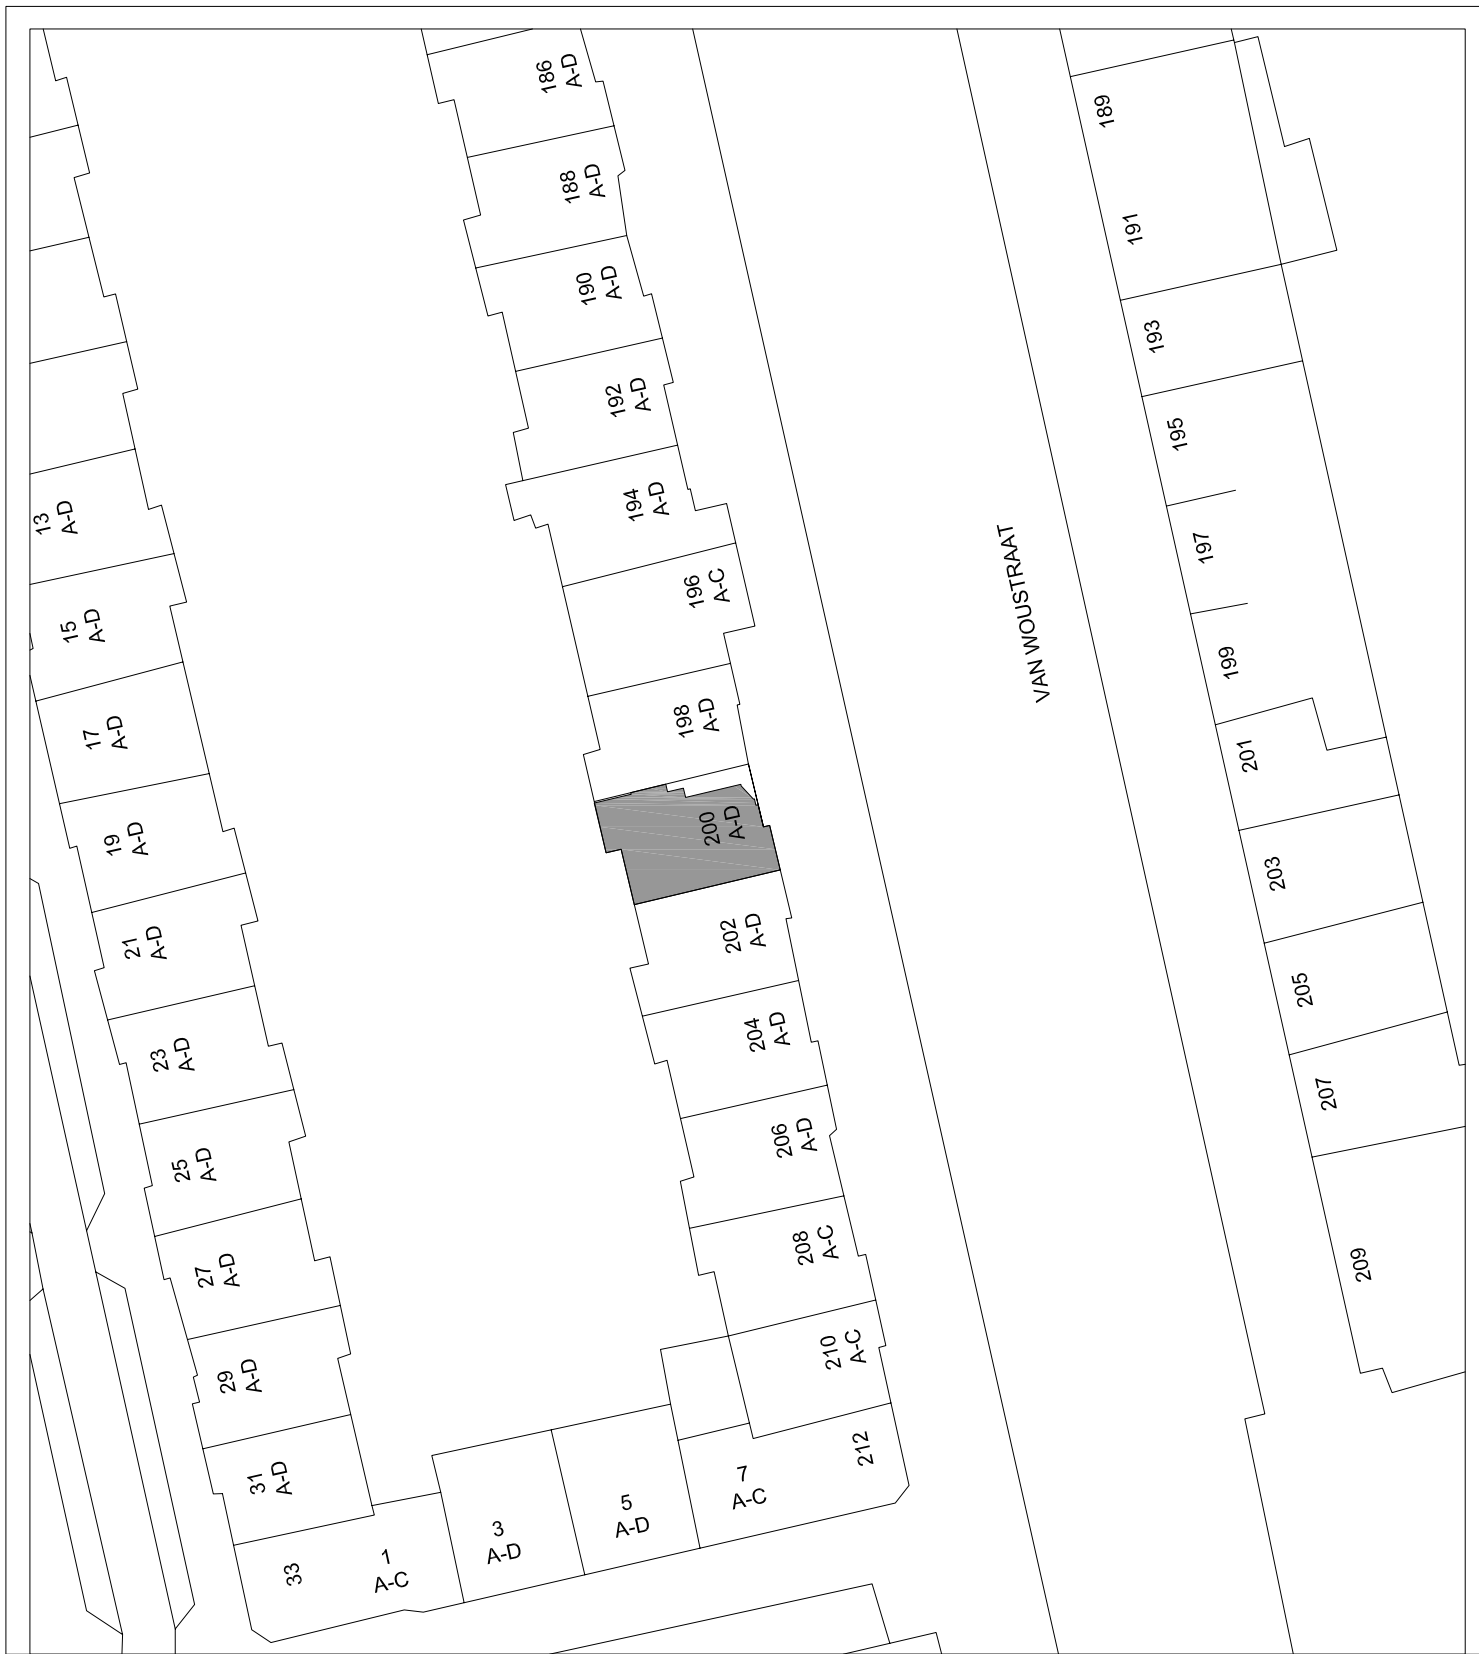 186
A-D
188
A-D
190
A-D
192
A-D
194
A-D
196
A-C
198
A-D
200
A-D
202
A-D
204
A-D
206
A-D
208
A-C
210
A-C
212
7
A-C
5
A-D
3
A-D
1
A-C
33
31
A-D
29
A-D
27
A-D
25
A-D
23
A-D
21
A-D
19
A-D
17
A-D
15
A-D
13
A-D
VAN WOUSTRAAT
189
191
193
195
197
199
201
203
205
207
209